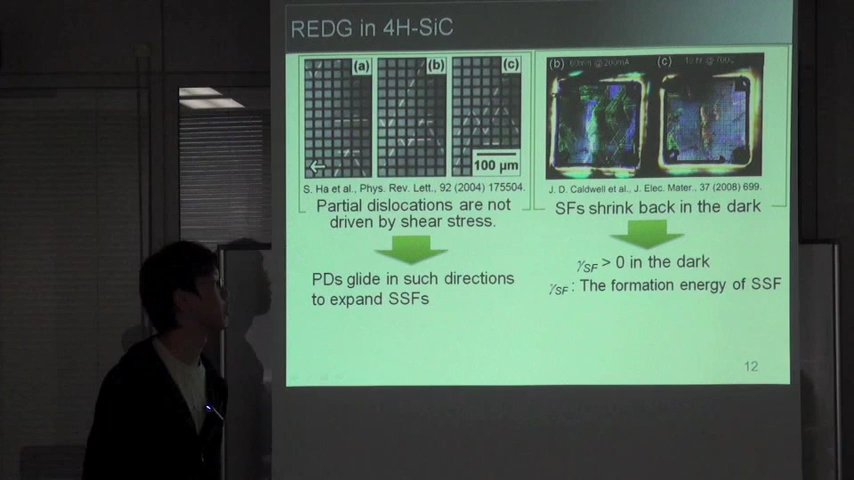 REDG in 4H-SiC
(a)
(b)
(c)
100 μm
S. Ha et al., Phys. Rev. Lett., 92 (2004) 175504.
Partial dislocations are not
driven by shear stress.
PDs glide in such directions
to expand SSFs
(b)
(c)
J. D. Caldwell et al., J. Elec. Mater., 37 (2008) 699.
SFs shrink back in the dark
γSF > 0 in the dark
γSF : The formation energy of SSF
12